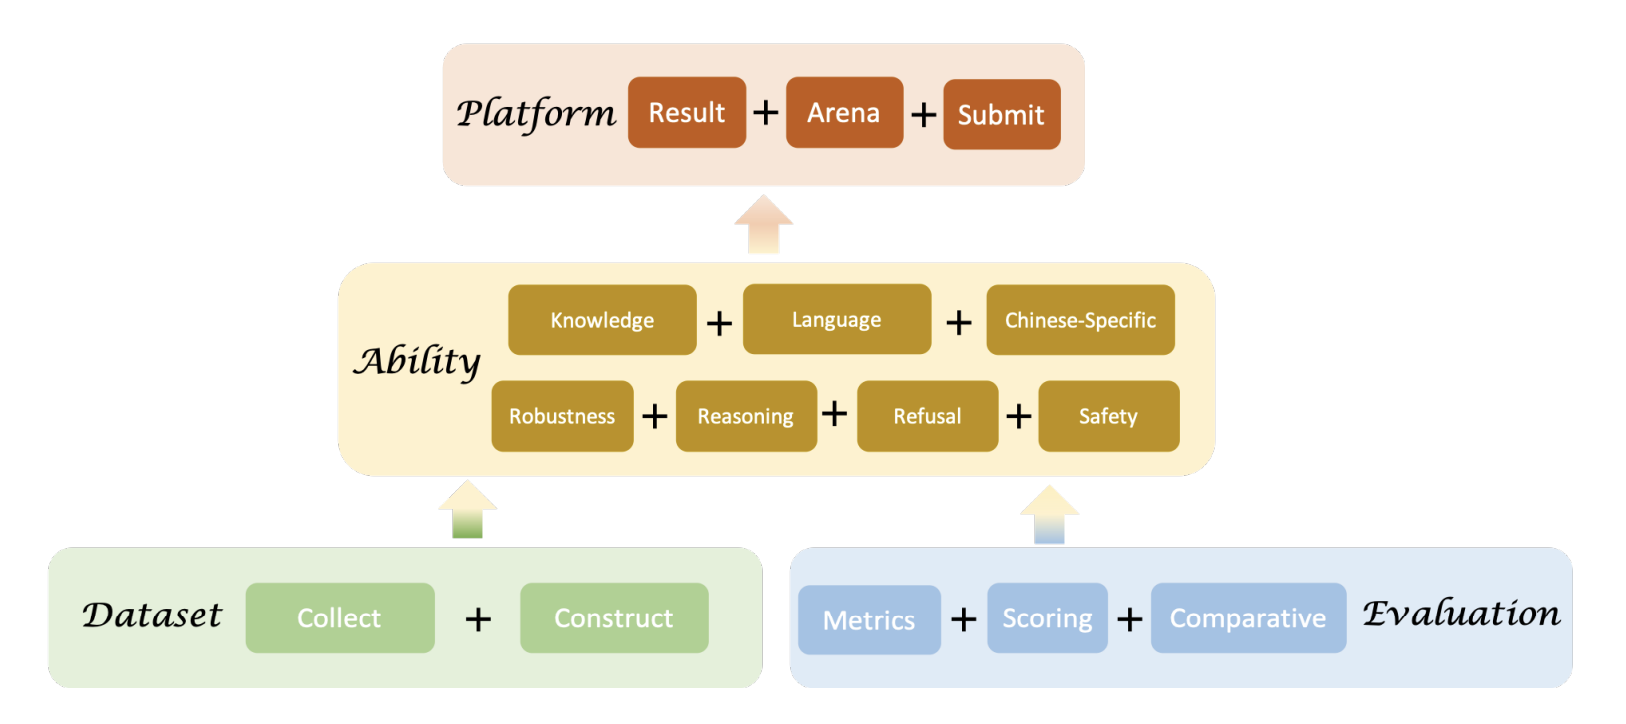 Platform Result + Arena + Submit
Knowledge + Language + Chinese-Specific
Ability
Robustness + Reasoning + Refusal + Safety
Dataset Collect + Construct
Metrics + Scoring + Comparative Evaluation